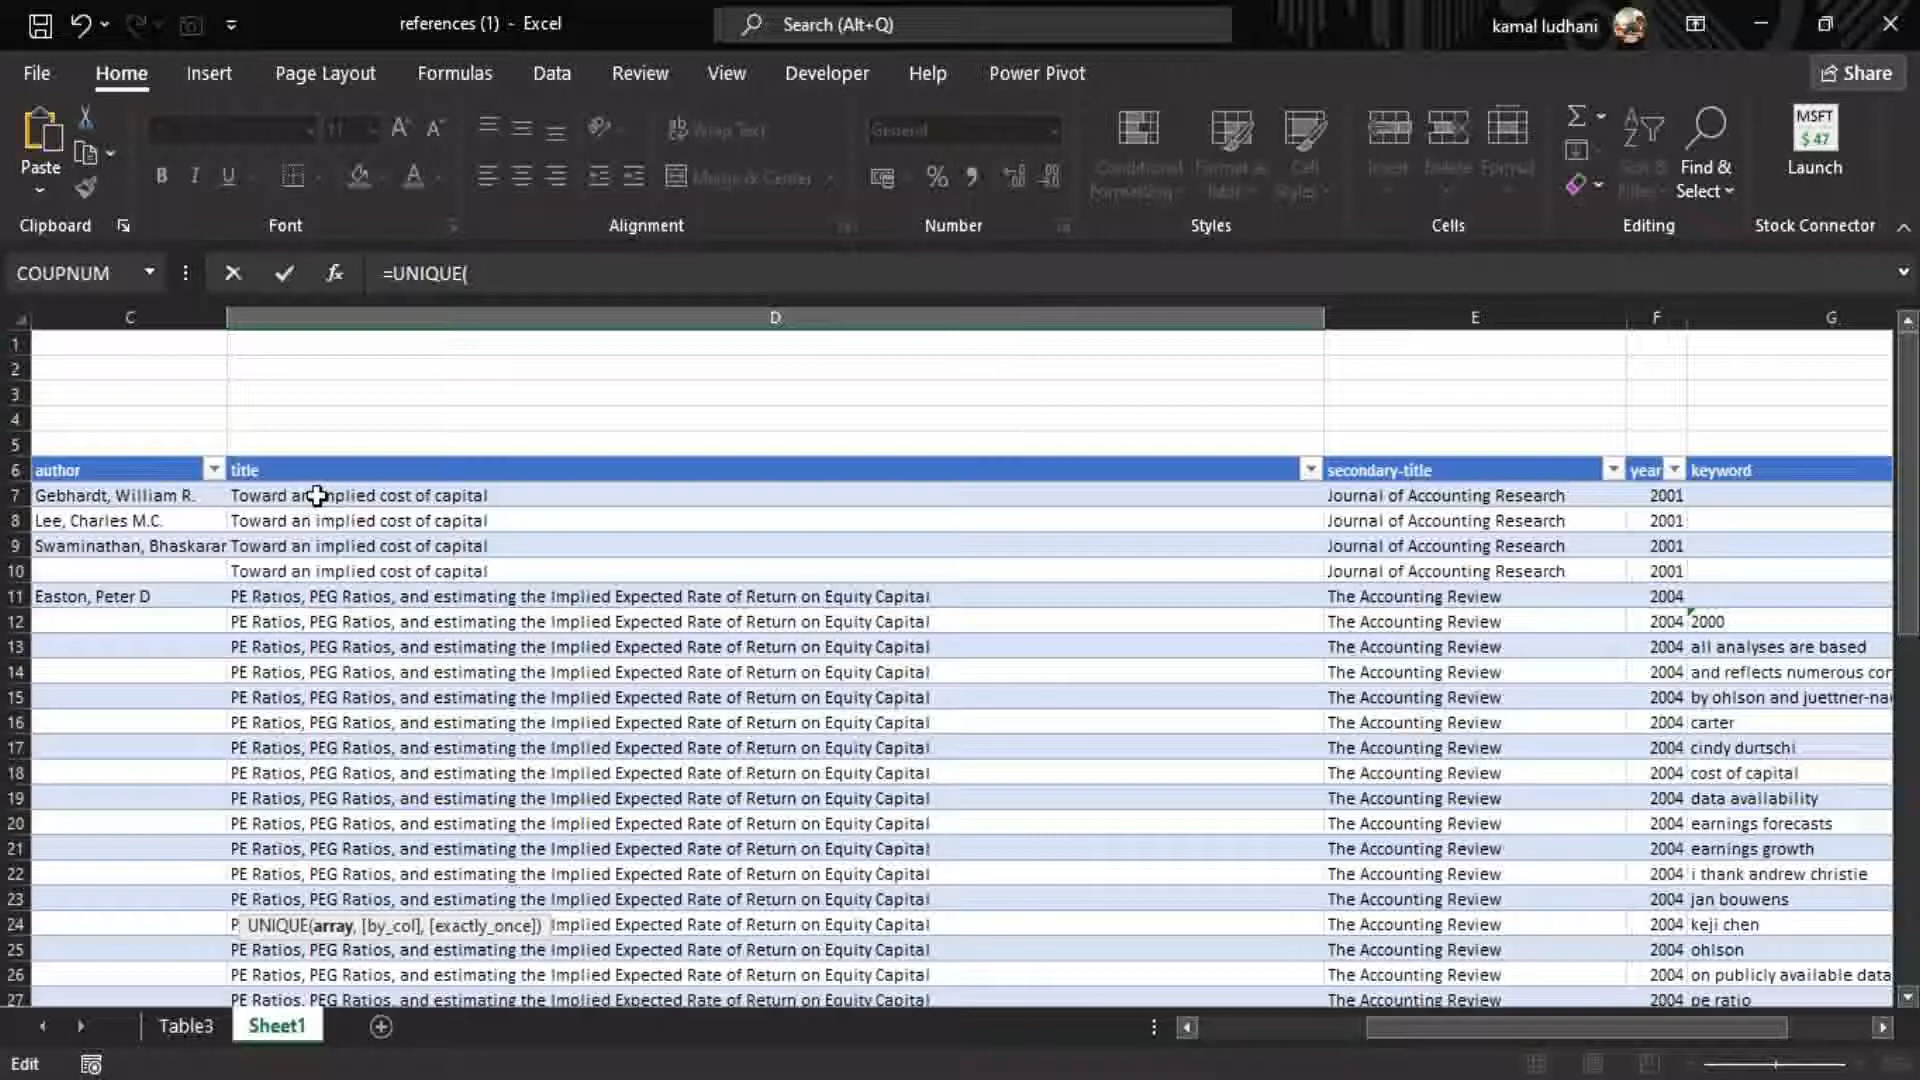 references (1) - Excel
Search (Alt+Q)
kamal ludhani
File Home Insert Page Layout Formulas Data Review View Developer Help Power Pivot Share
11 A A
Wrap Text
General
MSFT
$ 47
Paste
B I U A
Merge & Center
% 9
Conditional Formatting
Format as Table
Cell Styles
Insert Delete Format
Sort & Filter
Find & Select
Launch
Clipboard Font Alignment Number Styles Cells Editing Stock Connector
COUPNUM fx =UNIQUE(
C D E F G
1
2
3
4
5
6 author title secondary-title year keyword
7 Gebhardt, William R. Toward an implied cost of capital Journal of Accounting Research 2001
8 Lee, Charles M.C. Toward an implied cost of capital Journal of Accounting Research 2001
9 Swaminathan, Bhaskarar Toward an implied cost of capital Journal of Accounting Research 2001
10 Toward an implied cost of capital Journal of Accounting Research 2001
11 Easton, Peter D PE Ratios, PEG Ratios, and estimating the Implied Expected Rate of Return on Equity Capital The Accounting Review 2004
12 PE Ratios, PEG Ratios, and estimating the Implied Expected Rate of Return on Equity Capital The Accounting Review 2004 2000
13 PE Ratios, PEG Ratios, and estimating the Implied Expected Rate of Return on Equity Capital The Accounting Review 2004 all analyses are based
14 PE Ratios, PEG Ratios, and estimating the Implied Expected Rate of Return on Equity Capital The Accounting Review 2004 and reflects numerous cor
15 PE Ratios, PEG Ratios, and estimating the Implied Expected Rate of Return on Equity Capital The Accounting Review 2004 by ohlson and juettner-na
16 PE Ratios, PEG Ratios, and estimating the Implied Expected Rate of Return on Equity Capital The Accounting Review 2004 carter
17 PE Ratios, PEG Ratios, and estimating the Implied Expected Rate of Return on Equity Capital The Accounting Review 2004 cindy durtschi
18 PE Ratios, PEG Ratios, and estimating the Implied Expected Rate of Return on Equity Capital The Accounting Review 2004 cost of capital
19 PE Ratios, PEG Ratios, and estimating the Implied Expected Rate of Return on Equity Capital The Accounting Review 2004 data availability
20 PE Ratios, PEG Ratios, and estimating the Implied Expected Rate of Return on Equity Capital The Accounting Review 2004 earnings forecasts
21 PE Ratios, PEG Ratios, and estimating the Implied Expected Rate of Return on Equity Capital The Accounting Review 2004 earnings growth
22 PE Ratios, PEG Ratios, and estimating the Implied Expected Rate of Return on Equity Capital The Accounting Review 2004 i thank andrew christie
23 PE Ratios, PEG Ratios, and estimating the Implied Expected Rate of Return on Equity Capital The Accounting Review 2004 jan bouwens
24 P UNIQUE(array, [by_col], [exactly_once]) Implied Expected Rate of Return on Equity Capital The Accounting Review 2004 keji chen
25 PE Ratios, PEG Ratios, and estimating the Implied Expected Rate of Return on Equity Capital The Accounting Review 2004 ohlson
26 PE Ratios, PEG Ratios, and estimating the Implied Expected Rate of Return on Equity Capital The Accounting Review 2004 on publicly available data
27 PE Ratios, PEG Ratios, and estimating the Implied Expected Rate of Return on Equity Capital The Accounting Review 2004 pe ratio
Table3 Sheet1
Edit